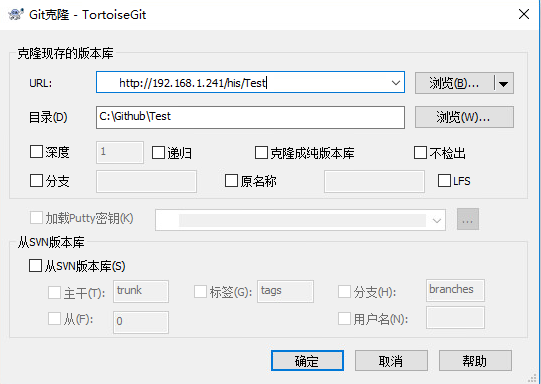 Git克隆 - TortoiseGit
克隆现存的版本库
URL: http://192.168.1.241/his/Test 浏览(B)...
目录(D) C:\Github\Test 浏览(W)...
深度 1 递归 克隆成纯版本库 不检出
分支 原名称 LFS
加载Putty密钥(K) ...
从SVN版本库
从SVN版本库(S)
主干(T): trunk 标签(G): tags 分支(H): branches
从(F): 0 用户名(N):
确定 取消 帮助